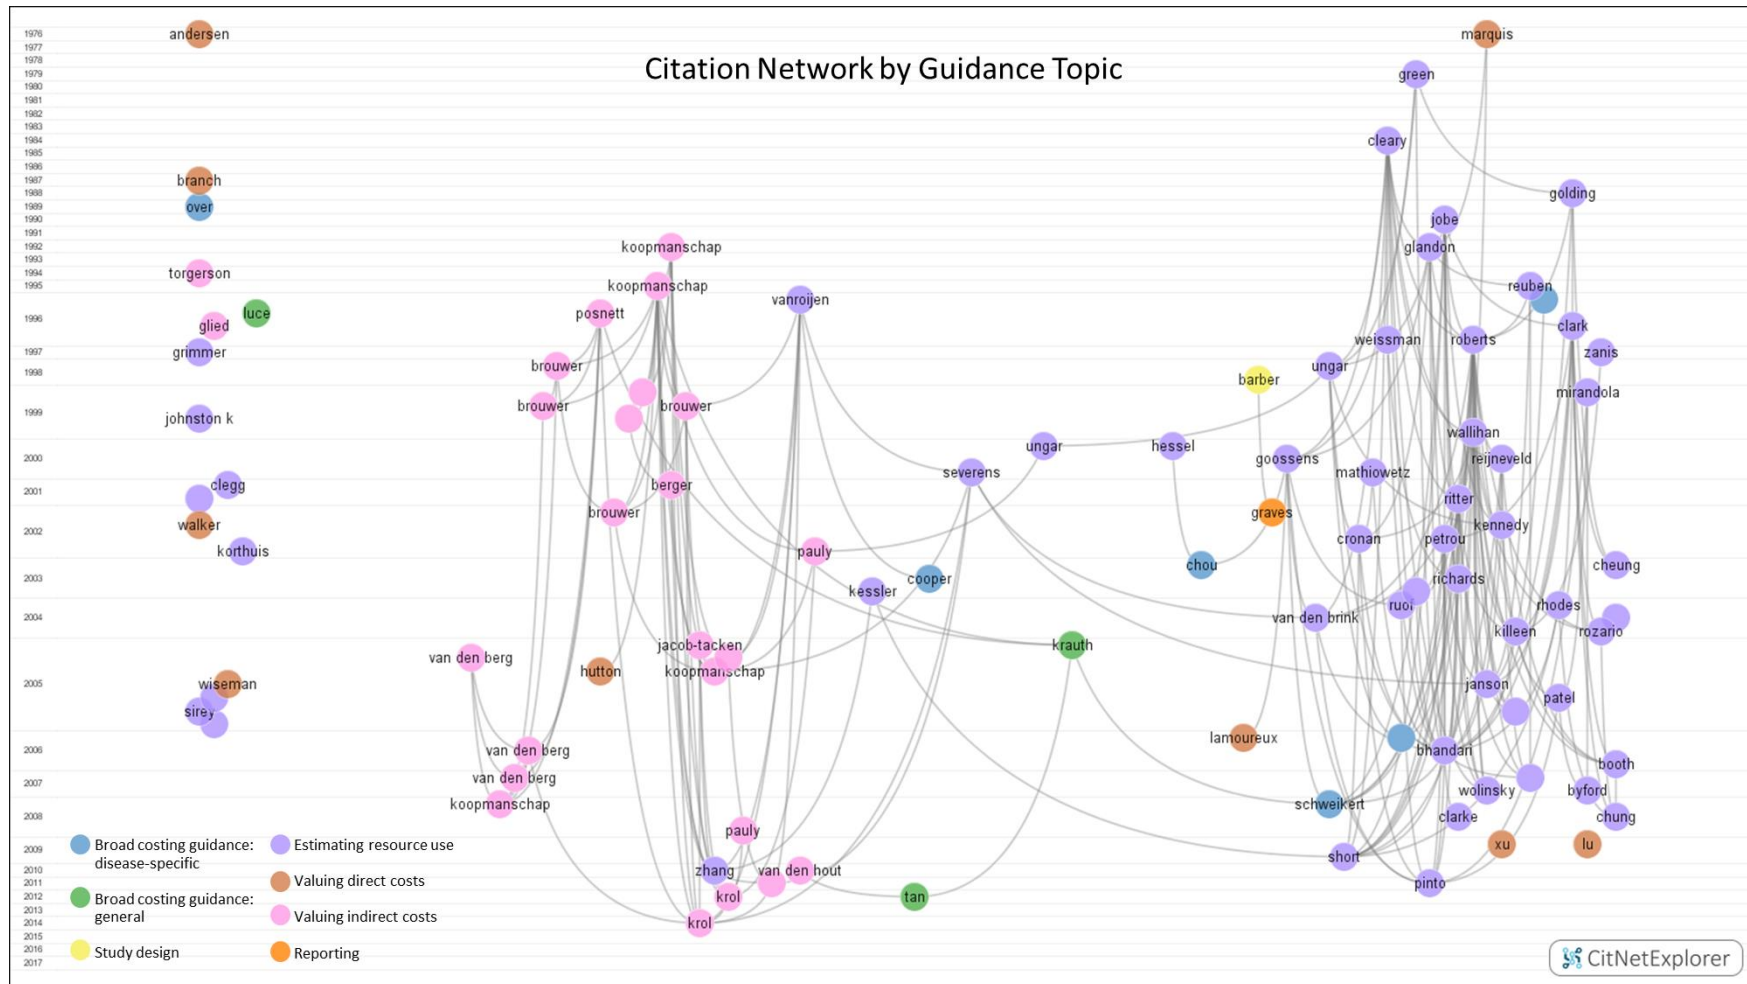 Citation Network by Guidance Topic
1976
andersen
marquis
1977
1978
1979
green
1980
1981
1982
1983
1984
cleary
1985
1986
1987
branch
1988
golding
1989
over
1990
jobe
1991
1992
koopmanschap
glandon
1993
1994
torgerson
1995
koopmanschap
reuben
vanroijen
luce
posnett
1996
glied
clark
weissman
roberts
1997
grimmer
zanis
brouwer
ungar
1998
barber
mirandola
brouwer
brouwer
1999
johnston k
wallihan
ungar
hessel
2000
goossens
reijneveld
severens
mathiowetz
clegg
berger
2001
ritter
brouwer
graves
walker
kennedy
2002
cronan
petrou
korthuis
pauly
chou
cheung
cooper
richards
2003
kessler
ruof
rhodes
2004
van den brink
killeen
rozario
jacob-tacken
krauth
van den berg
hutton
koopmanschap
2005
wiseman
janson
patel
sirey
lamoureux
2006
van den berg
bhandari
booth
2007
van den berg
wolinsky
byford
koopmanschap
schweikert
2008
clarke
chung
pauly
2009
xu
lu
short
2010
zhang
van den hout
2011
pinto
2012
krol
tan
2013
2014
krol
2015
2016
2017
Broad costing guidance:
disease-specific
Broad costing guidance:
general
Study design
Estimating resource use
Valuing direct costs
Valuing indirect costs
Reporting
CitNetExplorer